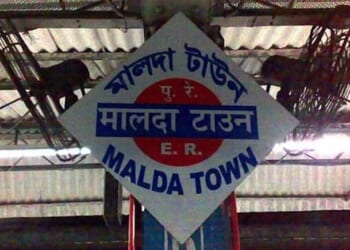 মালদা টাউন
पु. रे.
मालदा टाउन
E. R.
MALDA TOWN